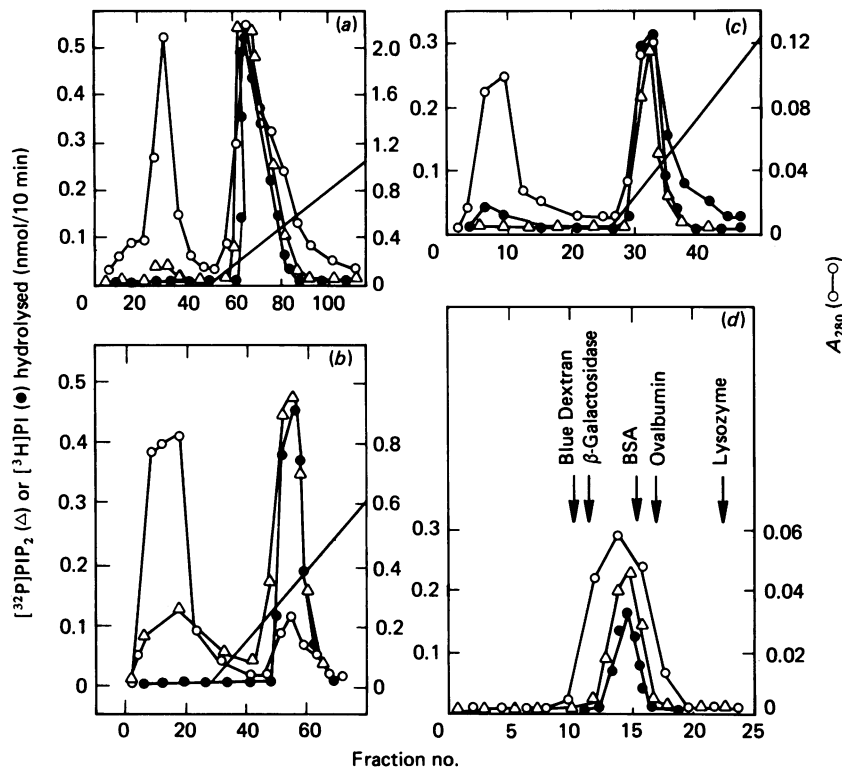 (a)
0.5
0.4
0.3
0.2
0.1
2.2
2.0
1.6
1.2
0.8
0.4
0
0 20 40 60 80 100
(c)
0.3
0.2
0.1
0.12
0.08
0.04
0
0 10 20 30 40
(b)
0.5
0.4
0.3
0.2
0.1
0
0.8
0.6
0.4
0.2
0
0 20 40 60
(d)
Blue Dextran
β-Galactosidase
BSA
Ovalbumin
Lysozyme
0.3
0.2
0.1
0.06
0.04
0.02
0
0 5 10 15 20 25
[³²P]PIP₂ (△) or [³H]PI (●) hydrolysed (nmol/10 min)
A₂₈₀ (○—○)
Fraction no.